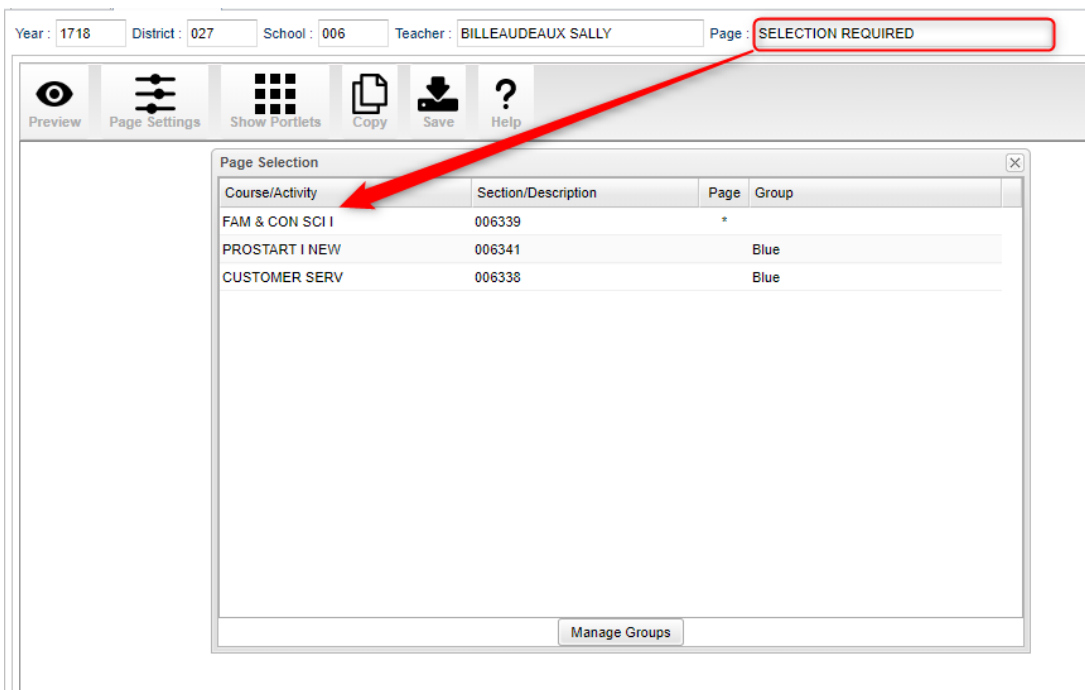 Year : 1718 District : 027 School : 006 Teacher : BILLEAUDEAUX SALLY Page : SELECTION REQUIRED
Preview Page Settings Show Portlets Copy Save Help
Page Selection
Course/Activity Section/Description Page Group
FAM & CON SCI I 006339 *
PROSTART I NEW 006341 Blue
CUSTOMER SERV 006338 Blue
Manage Groups